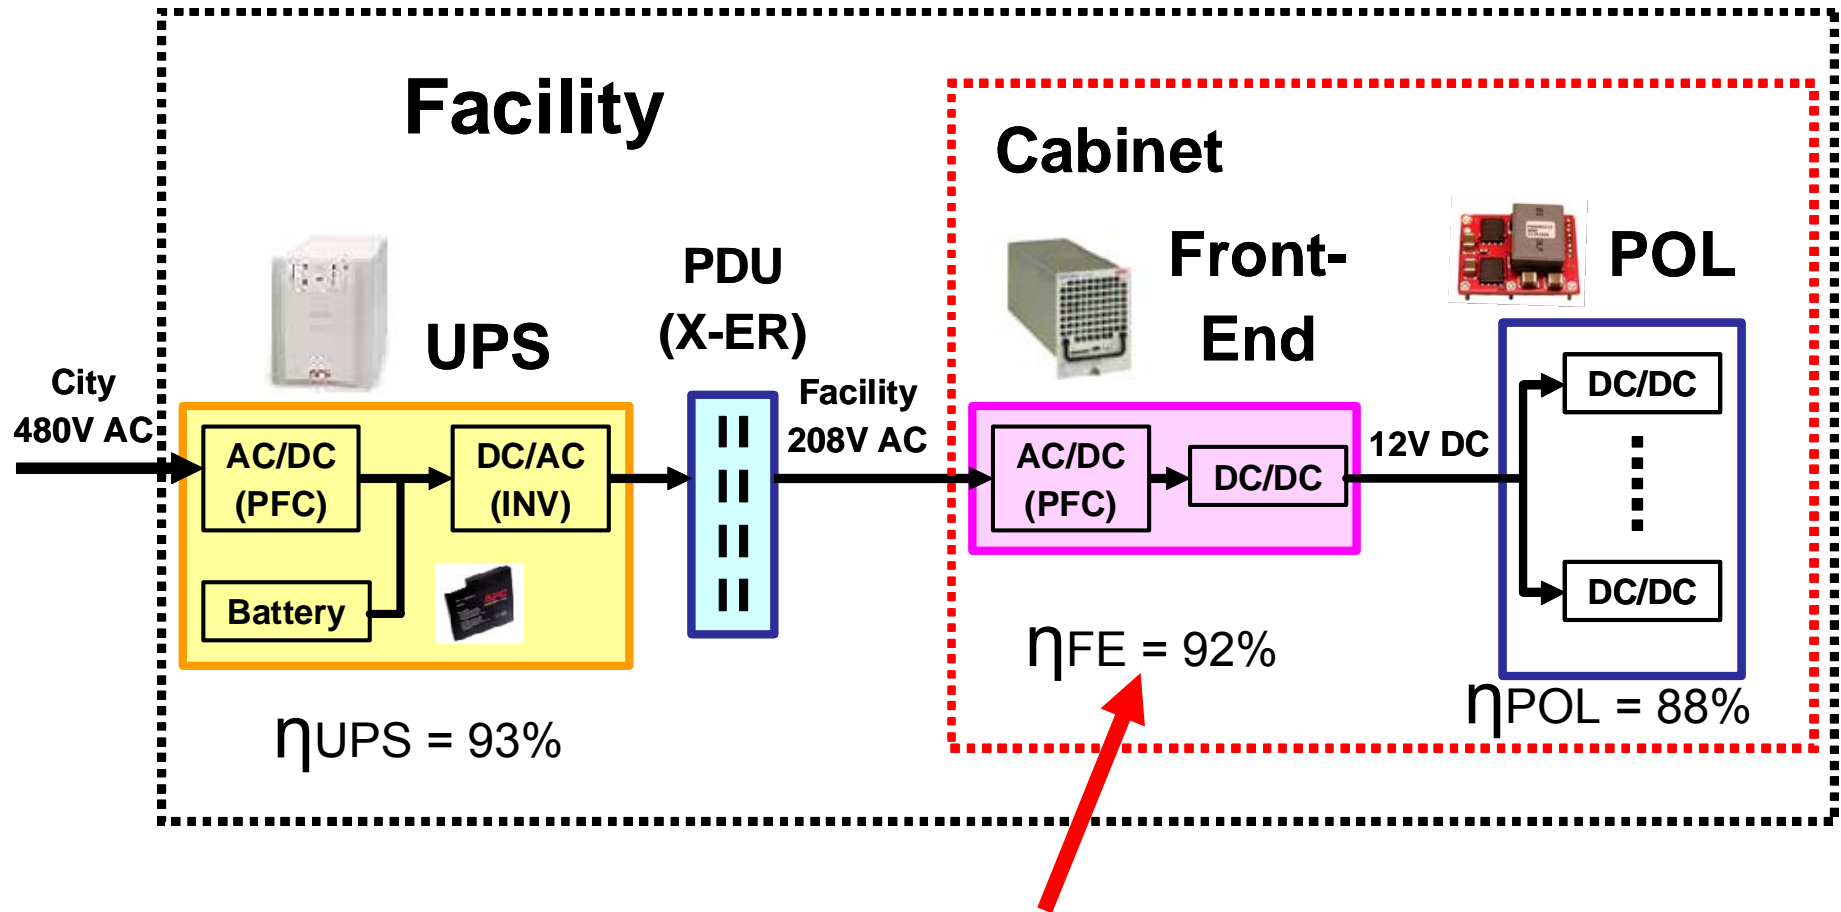 Facility
Cabinet
Front-
End
POL
PDU
(X-ER)
UPS
City
480V AC
Facility
208V AC
12V DC
AC/DC
(PFC)
DC/AC
(INV)
Battery
AC/DC
(PFC)
DC/DC
DC/DC
DC/DC
ηUPS = 93%
ηFE = 92%
ηPOL = 88%